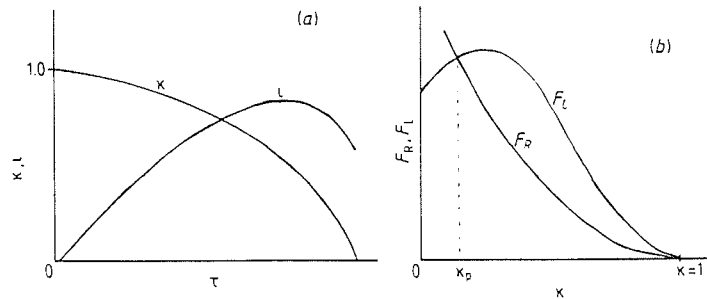 (a)
1.0
κ
ι
κ, ι
0
τ
(b)
F_L
F_R
F_R, F_L
0
κ_p
κ=1
κ